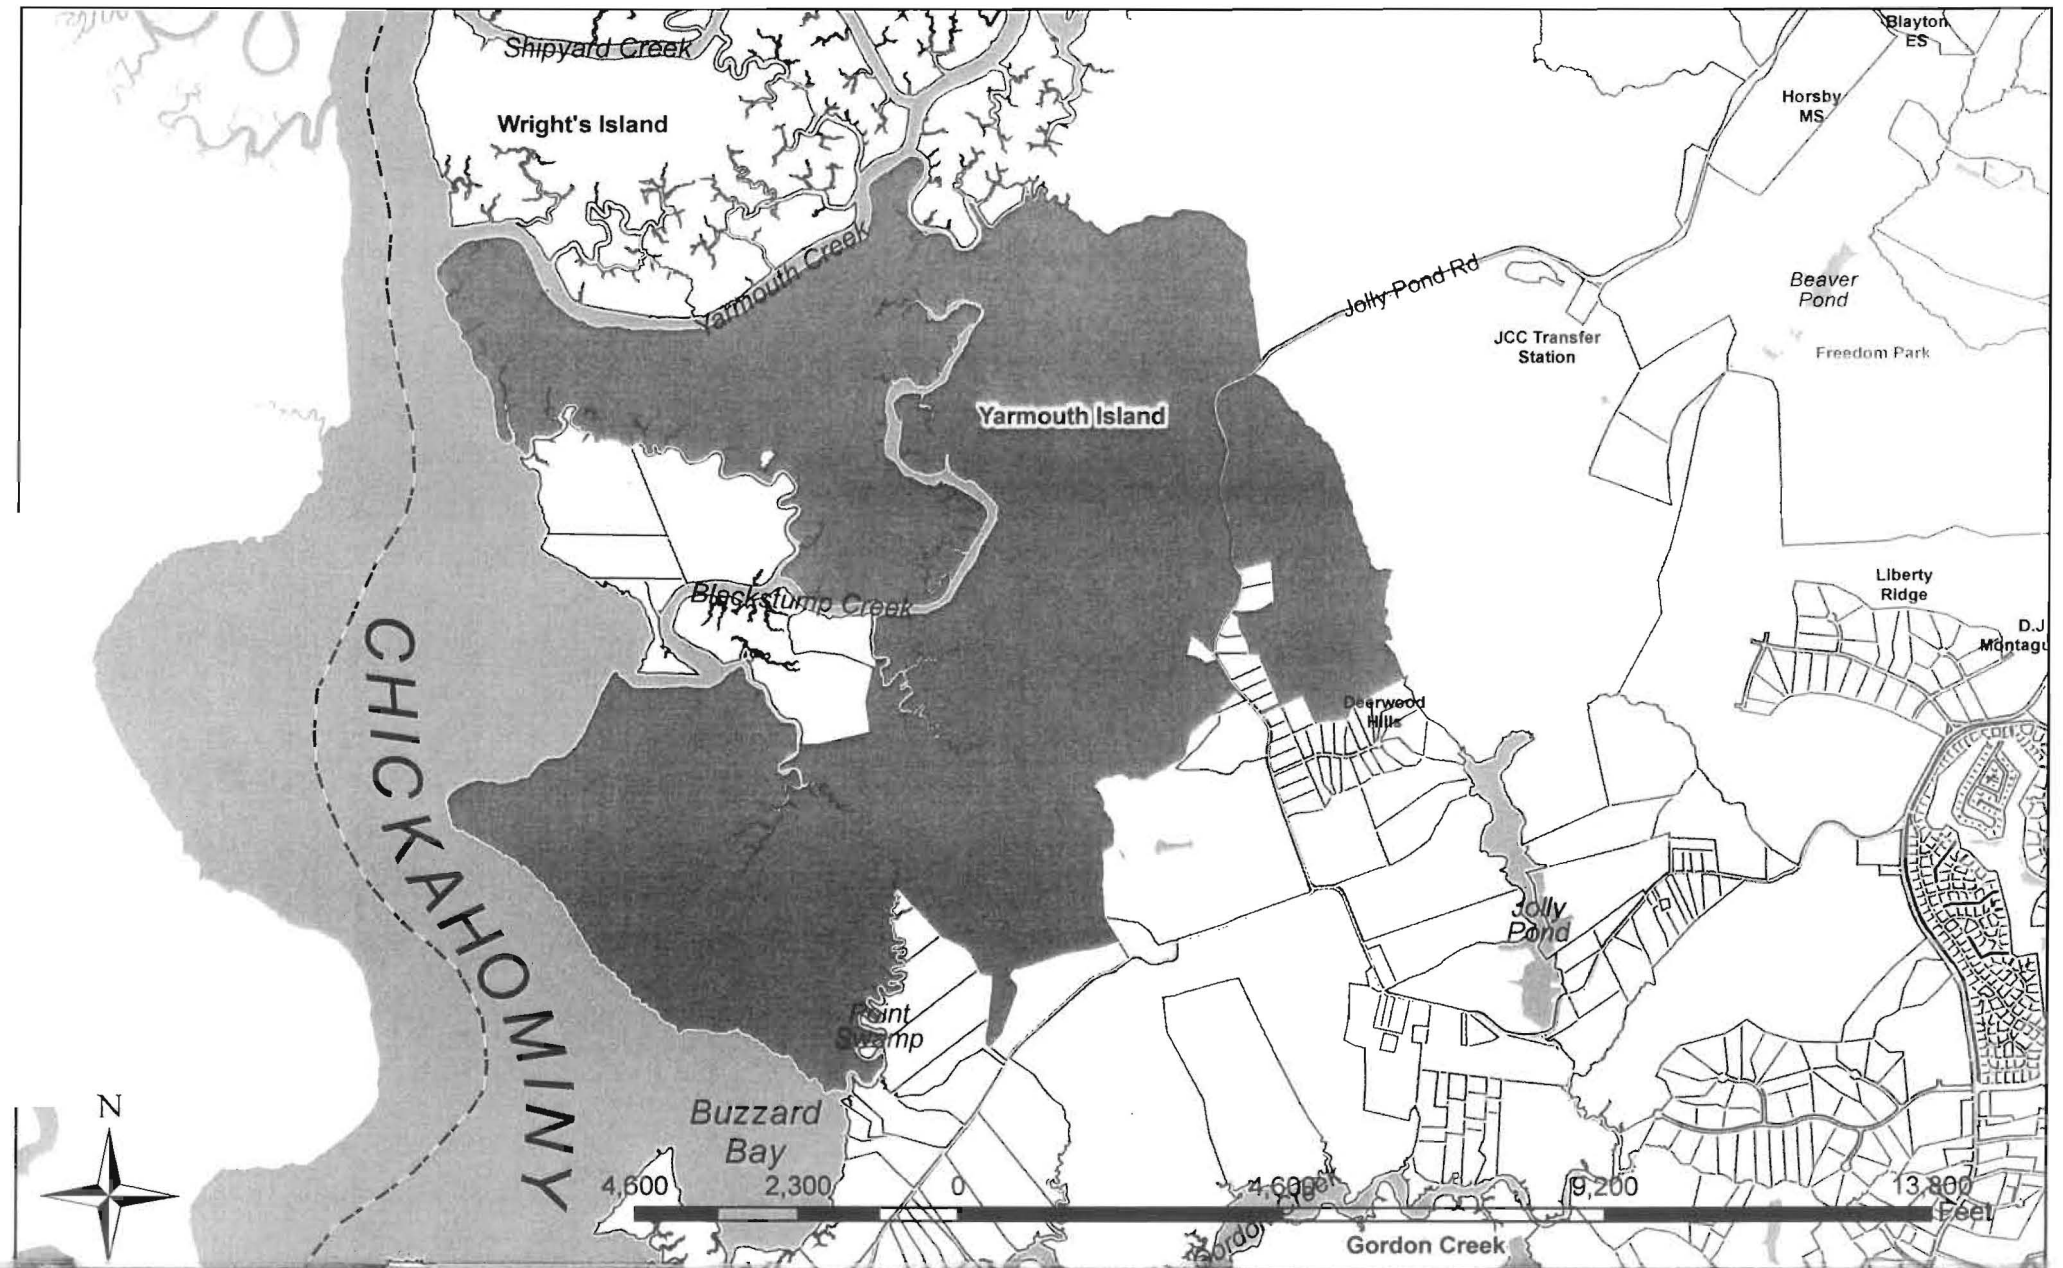 Shipyard Creek
Blayton
ES
Horsby
MS
Wright's Island
Yarmouth Creek
Jolly Pond Rd
Beaver
Pond
JCC Transfer
Station
Freedom Park
Yarmouth Island
Liberty
Ridge
Blackstump Creek
D.J
Montagu
CHICKAHOMINY
Deerwood
Hills
Jolly
Pond
Point
Swamp
N
Buzzard
Bay
4,600 2,300 0 4,600 9,200 13,800
Feet
Gordon Creek
Gordon Creek